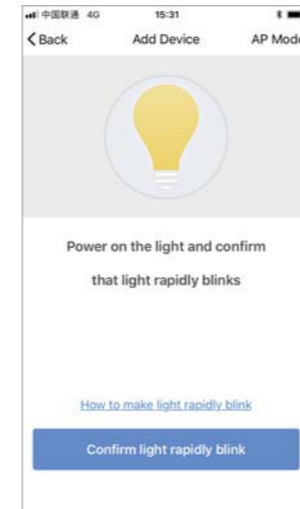 中国联通 4G 15:31
Back Add Device AP Mode
Power on the light and confirm
that light rapidly blinks
How to make light rapidly blink
Confirm light rapidly blink